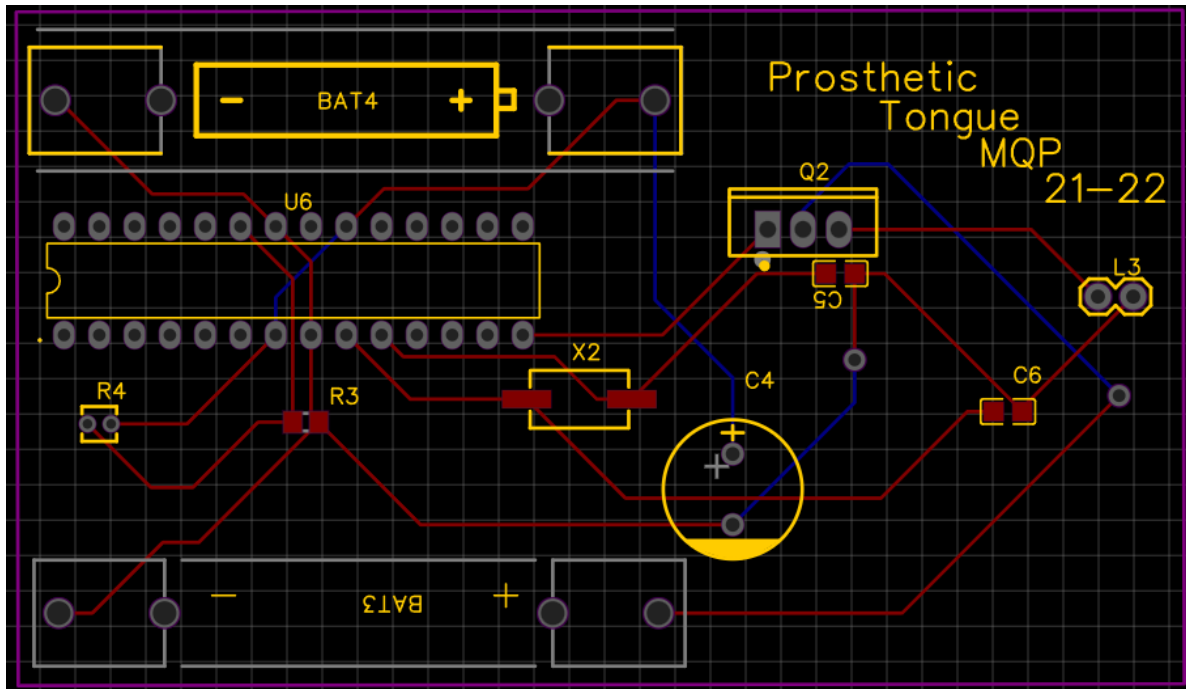 BAT4
Prosthetic
Tongue
MQP
21-22
Q2
U6
L3
C5
X2
R4
R3
C4
C6
BAT3